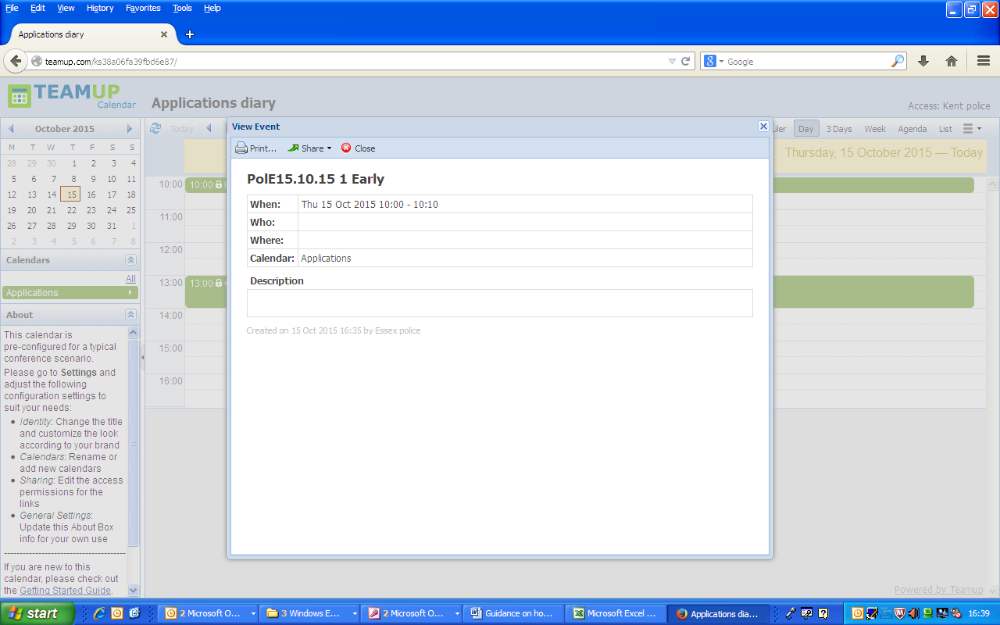 File Edit View History Favorites Tools Help
Applications diary
teamup.com/ks38a06fa39fbd6e87/
Google
TEAMUP
Calendar
Applications diary
Access: Kent police
October 2015
Today
View Event
Day 3 Days Week Agenda List
M T W T F S S
28 29 30 1 2 3 4
5 6 7 8 9 10 11
12 13 14 15 16 17 18
19 20 21 22 23 24 25
26 27 28 29 30 31 1
2 3 4 5 6 7 8
Print... Share Close
Thursday, 15 October 2015 — Today
PolE15.10.15 1 Early
When: Thu 15 Oct 2015 10:00 - 10:10
Who:
Where:
Calendar: Applications
Description
Created on 15 Oct 2015 16:35 by Essex police
10:00 10:00
11:00
12:00
13:00 13:00
14:00
15:00
16:00
Calendars
All
Applications
About
This calendar is
pre-configured for a typical
conference scenario.
Please go to Settings and
adjust the following
configuration settings to
suit your needs:
Identity: Change the title
and customize the look
according to your brand
Calendars: Rename or
add new calendars
Sharing: Edit the access
permissions for the
links
General Settings:
Update this About Box
info for your own use
If you are new to this
calendar, please check out
the Getting Started Guide.
Powered by Teamup
start
2 Microsoft O...
3 Windows E...
2 Microsoft O...
Guidance on ho...
Microsoft Excel ...
Applications dia...
16:39